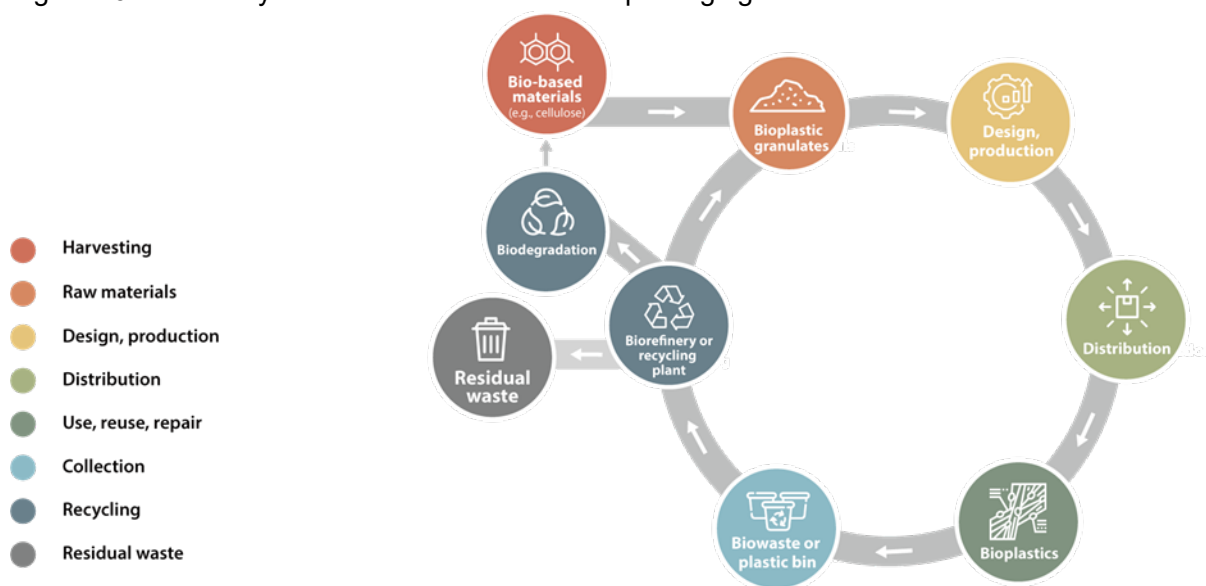 Bio-based
materials
(e.g., cellulose)
Bioplastic
granulates
Design,
production
Biodegradation
Harvesting
Raw materials
Design, production
Distribution
Use, reuse, repair
Collection
Recycling
Residual waste
Residual
waste
Biorefinery or
recycling
plant
Distribution
Biowaste or
plastic bin
Bioplastics